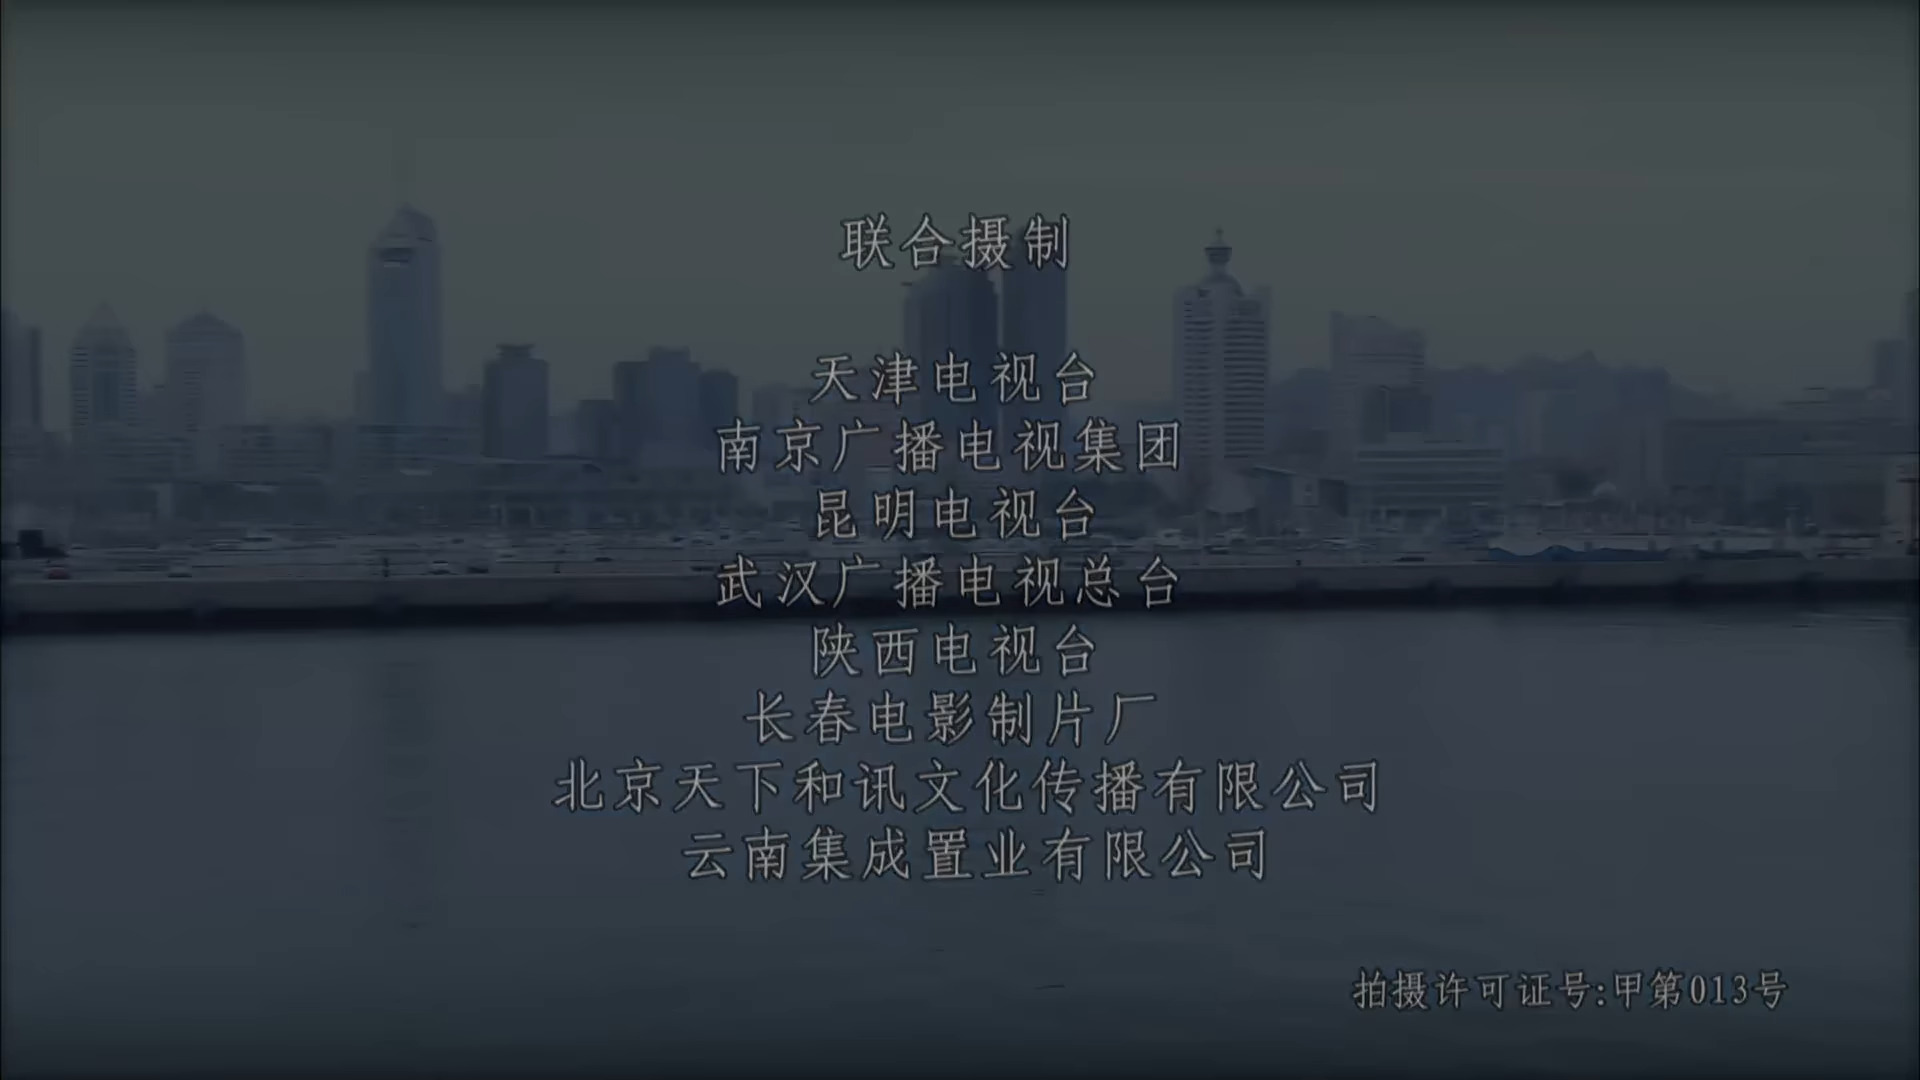 联合摄制
天津电视台
南京广播电视集团
昆明电视台
武汉广播电视总台
陕西电视台
长春电影制片厂
北京天下和讯文化传播有限公司
云南集成置业有限公司
拍摄许可证号:甲第013号